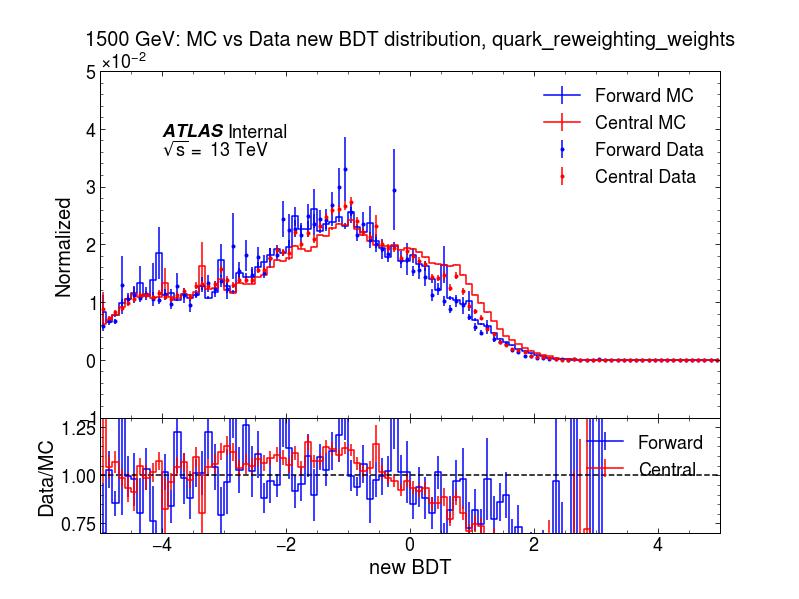 1500 GeV: MC vs Data new BDT distribution, quark_reweighting_weights
×10⁻²
5
4
3
2
1
0
−1
Normalized
ATLAS Internal
√s = 13 TeV
Forward MC
Central MC
Forward Data
Central Data
1.25
1.00
0.75
Data/MC
Forward
Central
−4 −2 0 2 4
new BDT